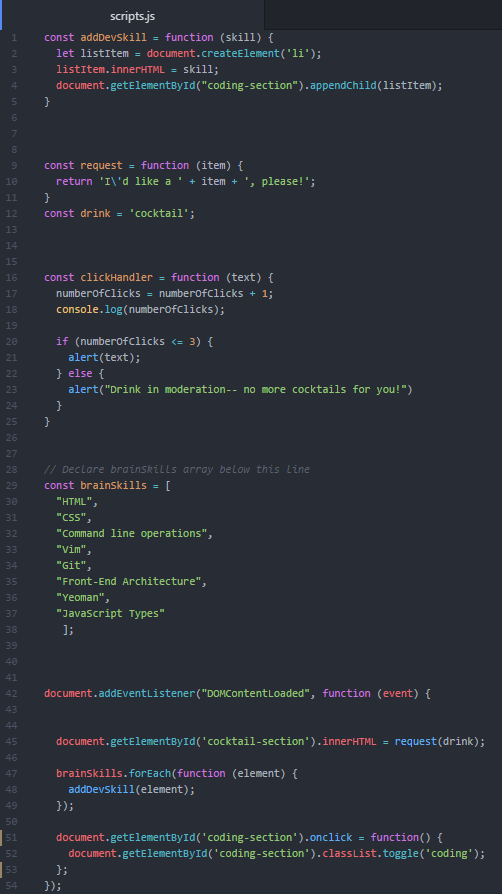 scripts.js
1 const addDevSkill = function (skill) {
2 let listItem = document.createElement('li');
3 listItem.innerHTML = skill;
4 document.getElementById("coding-section").appendChild(listItem);
5 }
6
7
8
9 const request = function (item) {
10 return 'I\'d like a ' + item + ', please!';
11 }
12 const drink = 'cocktail';
13
14
15
16 const clickHandler = function (text) {
17 numberOfClicks = numberOfClicks + 1;
18 console.log(numberOfClicks);
19
20 if (numberOfClicks <= 3) {
21 alert(text);
22 } else {
23 alert("Drink in moderation-- no more cocktails for you!")
24 }
25 }
26
27
28 // Declare brainSkills array below this line
29 const brainSkills = [
30 "HTML",
31 "CSS",
32 "Command line operations",
33 "Vim",
34 "Git",
35 "Front-End Architecture",
36 "Yeoman",
37 "JavaScript Types"
38 ];
39
40
41
42 document.addEventListener("DOMContentLoaded", function (event) {
43
44
45 document.getElementById('cocktail-section').innerHTML = request(drink);
46
47 brainSkills.forEach(function (element) {
48 addDevSkill(element);
49 });
50
51 document.getElementById('coding-section').onclick = function() {
52 document.getElementById('coding-section').classList.toggle('coding');
53 };
54 });